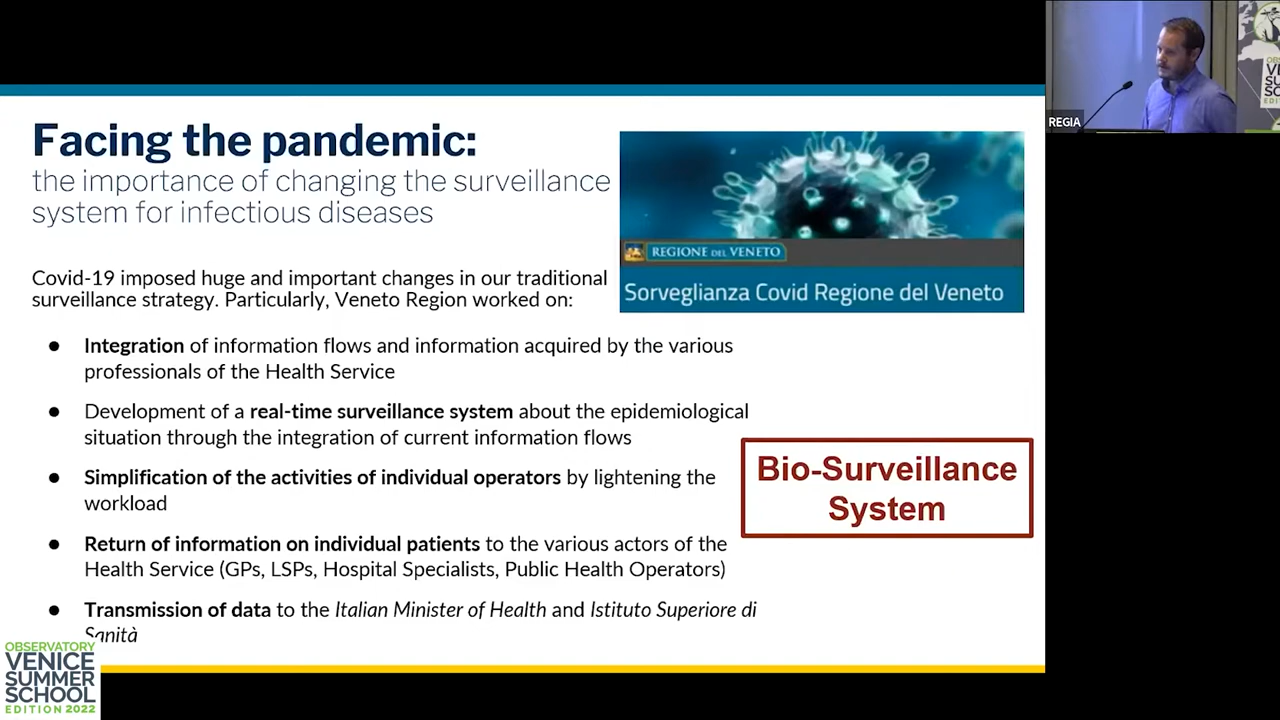 Facing the pandemic:
the importance of changing the surveillance
system for infectious diseases
REGIONE DEL VENETO
Sorveglianza Covid Regione del Veneto
Covid-19 imposed huge and important changes in our traditional
surveillance strategy. Particularly, Veneto Region worked on:
● Integration of information flows and information acquired by the various
professionals of the Health Service
● Development of a real-time surveillance system about the epidemiological
situation through the integration of current information flows
● Simplification of the activities of individual operators by lightening the
workload
● Return of information on individual patients to the various actors of the
Health Service (GPs, LSPs, Hospital Specialists, Public Health Operators)
● Transmission of data to the Italian Minister of Health and Istituto Superiore di
Sanità
Bio-Surveillance
System
OBSERVATORY
VENICE
SUMMER
SCHOOL
EDITION 2022
REGIA